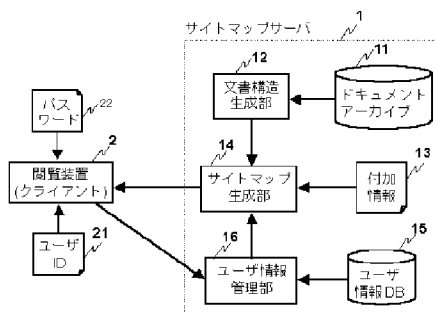 サイトマップサーバ
1
12
11
文書構造
生成部
ドキュメント
アーカイブ
パス
ワード
22
2
閲覧装置
(クライアント)
14
サイトマップ
生成部
13
付加
情報
21
ユーザ
ID
16
ユーザ情報
管理部
15
ユーザ
情報DB